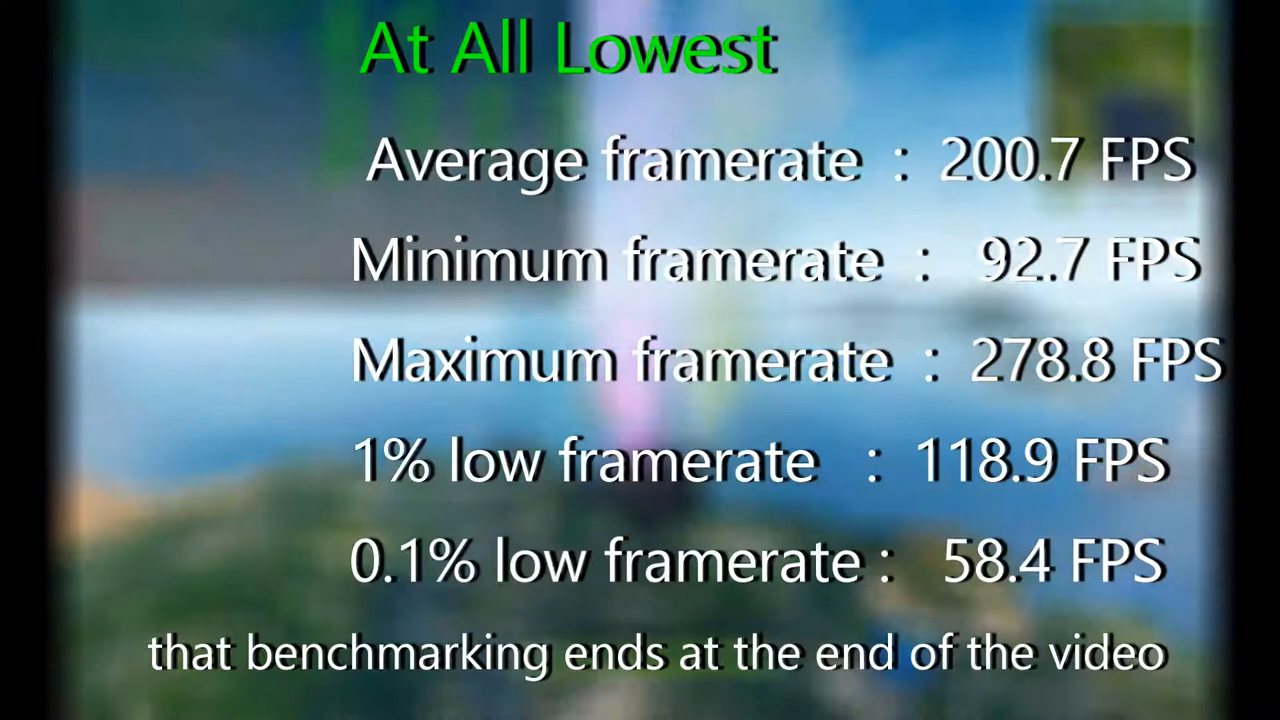 At All Lowest
Average framerate : 200.7 FPS
Minimum framerate : 92.7 FPS
Maximum framerate : 278.8 FPS
1% low framerate : 118.9 FPS
0.1% low framerate : 58.4 FPS
that benchmarking ends at the end of the video